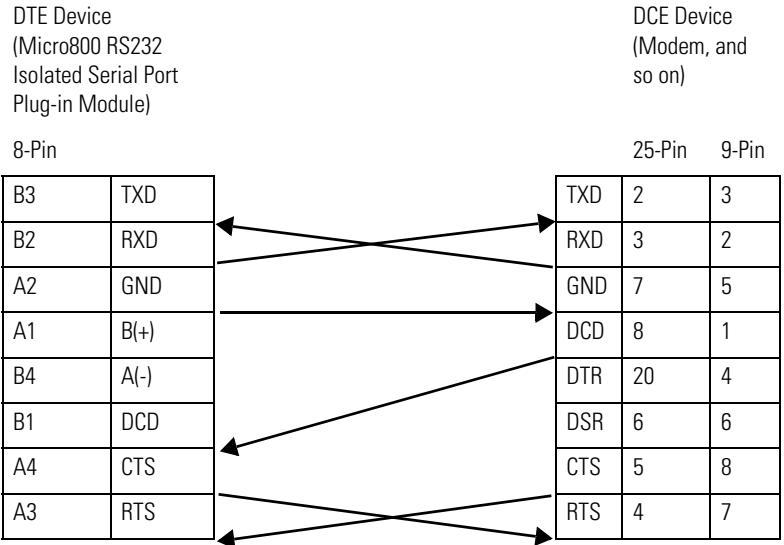 DTE Device
(Micro800 RS232
Isolated Serial Port
Plug-in Module)
DCE Device
(Modem, and
so on)
8-Pin
25-Pin 9-Pin
B3 TXD TXD 2 3
B2 RXD RXD 3 2
A2 GND GND 7 5
A1 B(+) DCD 8 1
B4 A(-) DTR 20 4
B1 DCD DSR 6 6
A4 CTS CTS 5 8
A3 RTS RTS 4 7